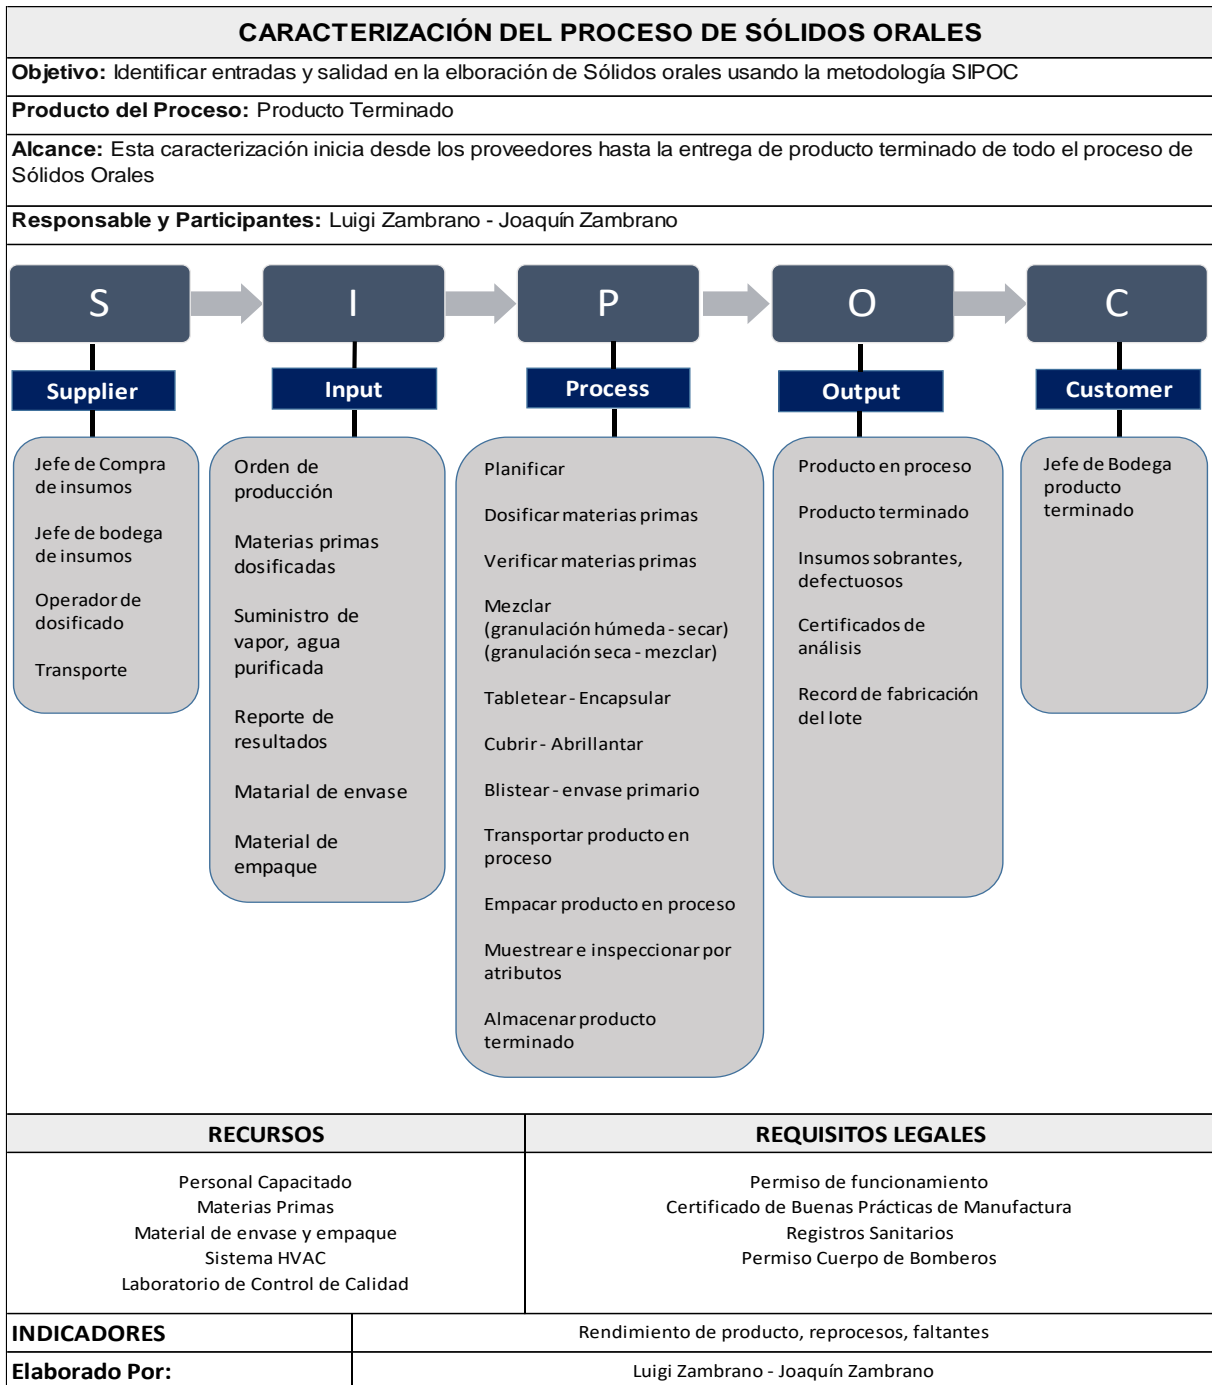 CARACTERIZACIÓN DEL PROCESO DE SÓLIDOS ORALES
Objetivo: Identificar entradas y salidad en la elboración de Sólidos orales usando la metodología SIPOC
Producto del Proceso: Producto Terminado
Alcance: Esta caracterización inicia desde los proveedores hasta la entrega de producto terminado de todo el proceso de
Sólidos Orales
Responsable y Participantes: Luigi Zambrano - Joaquín Zambrano
S
I
P
O
C
Supplier
Input
Process
Output
Customer
Jefe de Compra
de insumos
Jefe de bodega
de insumos
Operador de
dosificado
Transporte
Orden de
producción
Materias primas
dosificadas
Suministro de
vapor, agua
purificada
Reporte de
resultados
Matarial de envase
Material de
empaque
Planificar
Dosificar materias primas
Verificar materias primas
Mezclar
(granulación húmeda - secar)
(granulación seca - mezclar)
Tabletear - Encapsular
Cubrir - Abrillantar
Blistear - envase primario
Transportar producto en
proceso
Empacar producto en proceso
Muestrear e inspeccionar por
atributos
Almacenar producto
terminado
Producto en proceso
Producto terminado
Insumos sobrantes,
defectuosos
Certificados de
análisis
Record de fabricación
del lote
Jefe de Bodega
producto
terminado
RECURSOS
Personal Capacitado
Materias Primas
Material de envase y empaque
Sistema HVAC
Laboratorio de Control de Calidad
REQUISITOS LEGALES
Permiso de funcionamiento
Certificado de Buenas Prácticas de Manufactura
Registros Sanitarios
Permiso Cuerpo de Bomberos
INDICADORES
Rendimiento de producto, reprocesos, faltantes
Elaborado Por:
Luigi Zambrano - Joaquín Zambrano